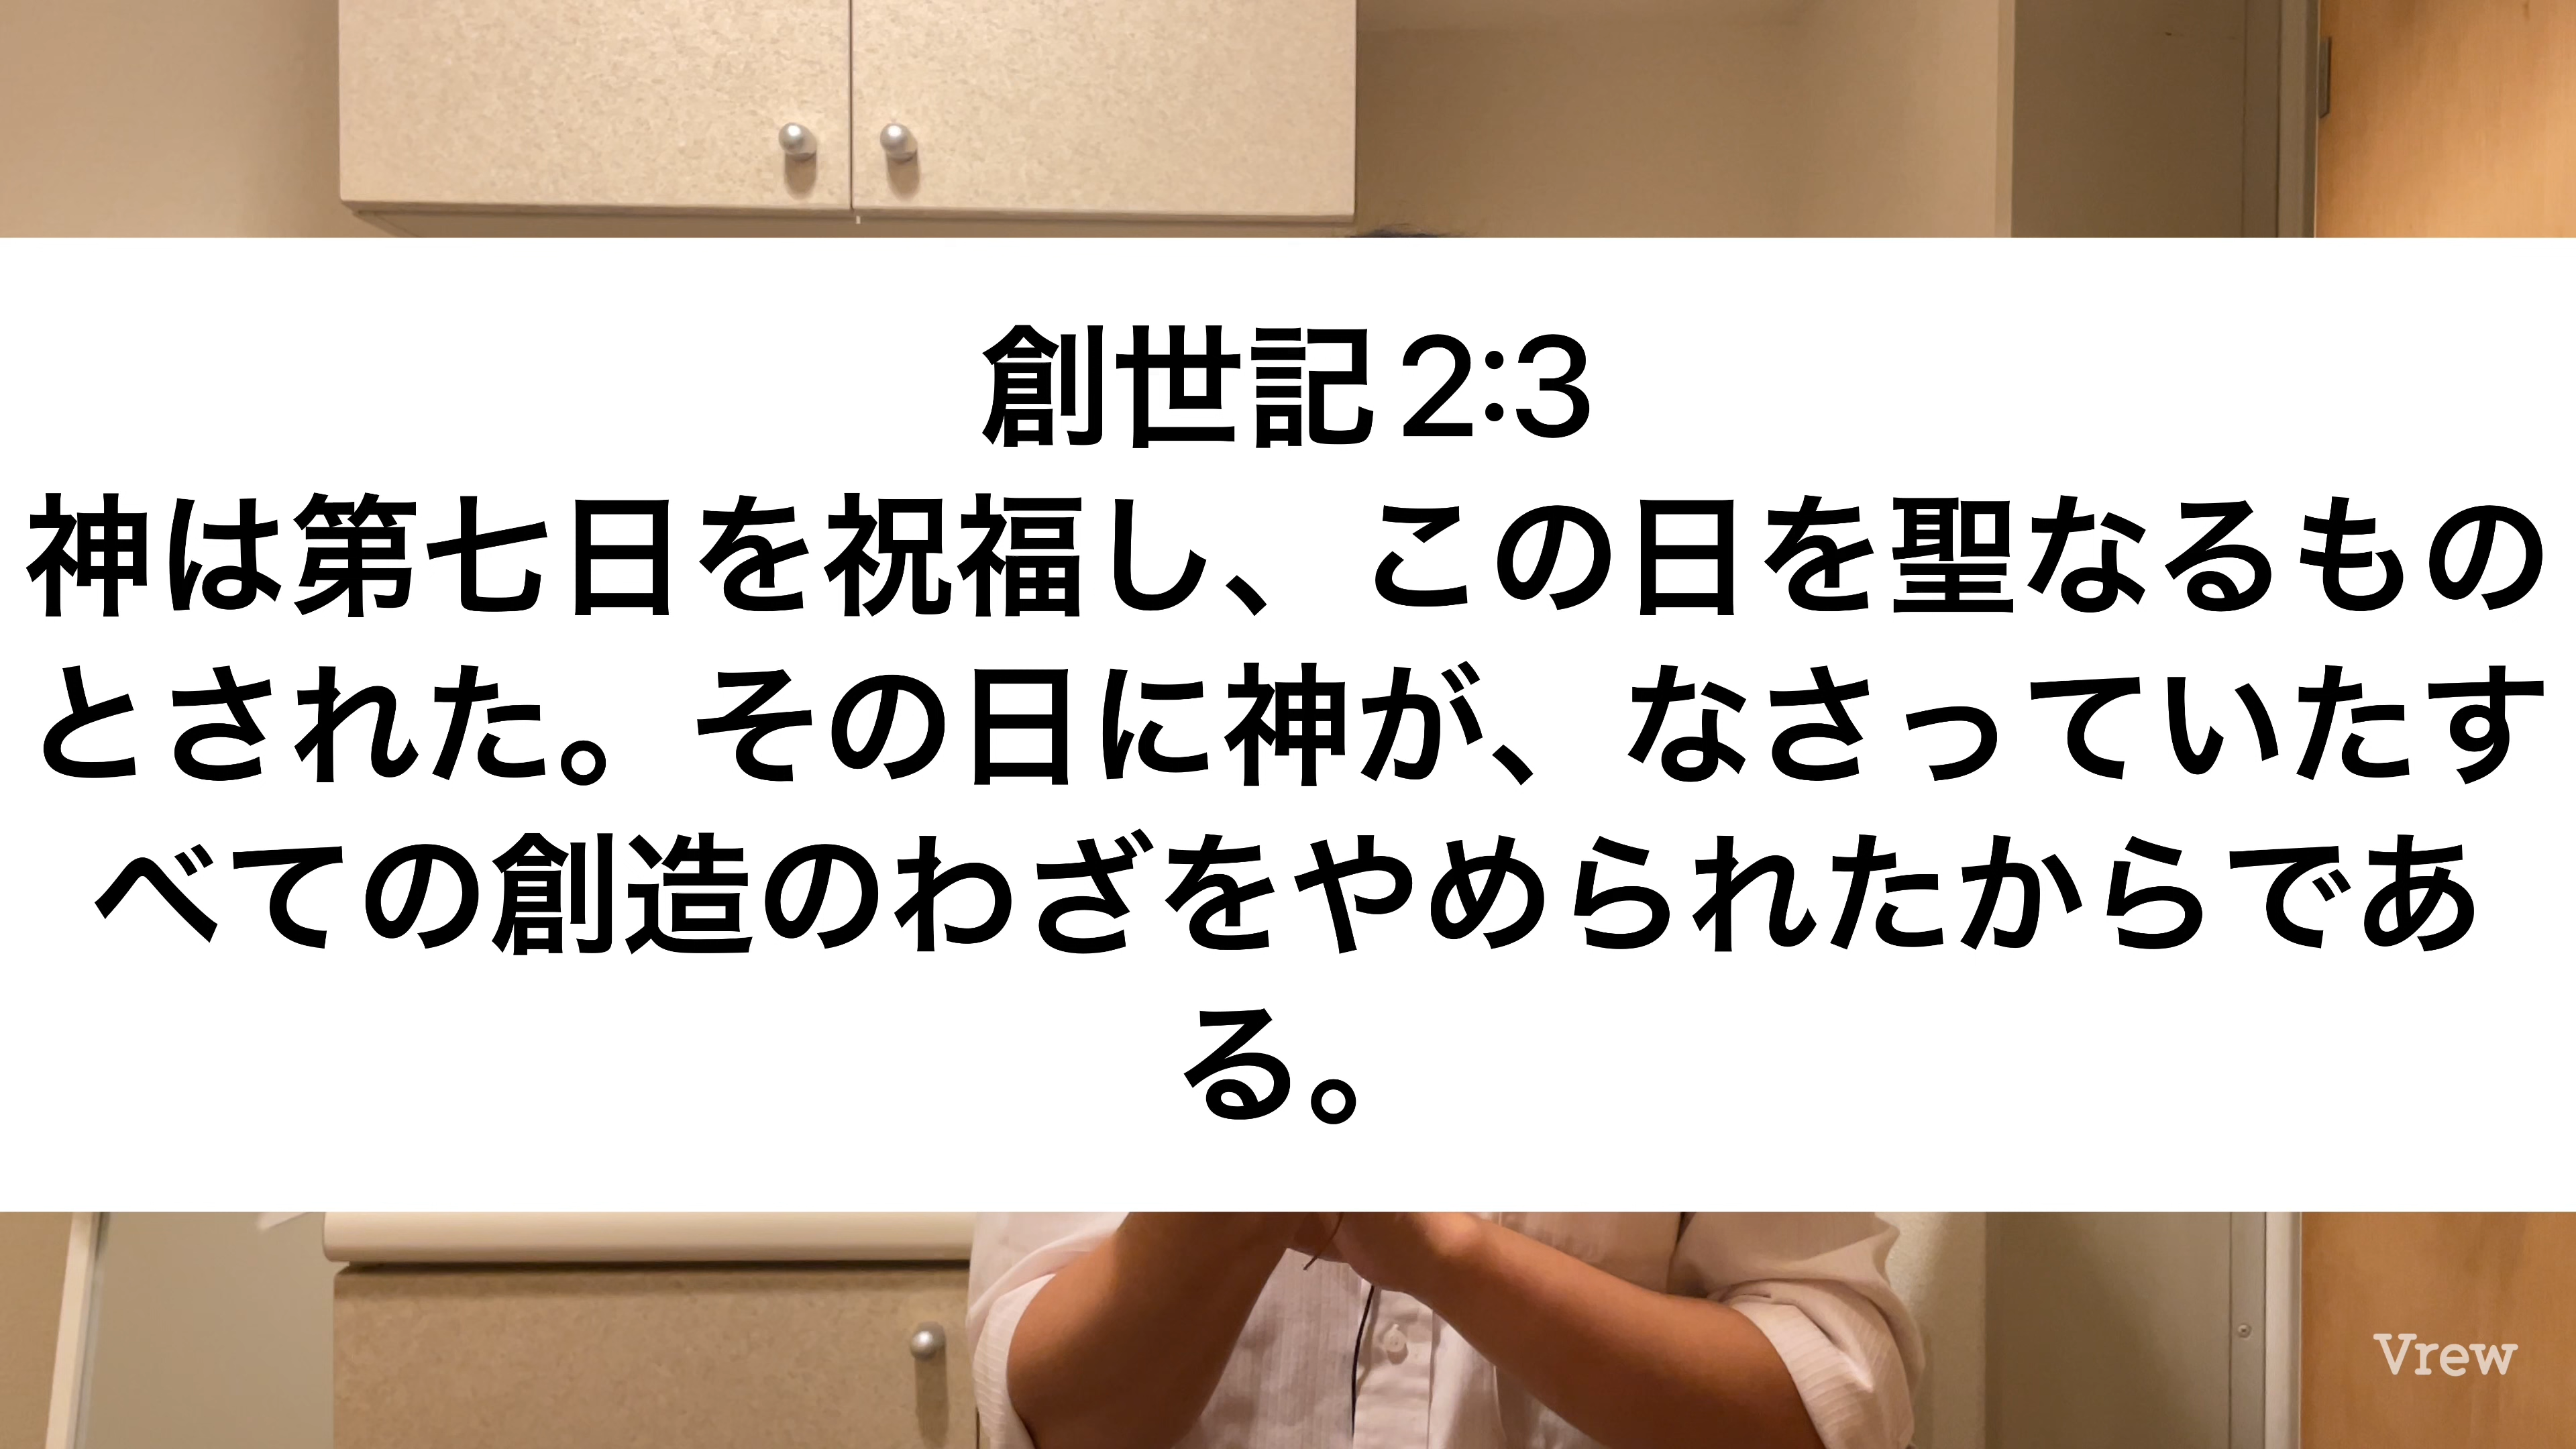 創世記2:3
神は第七日を祝福し、この日を聖なるもの
とされた。その日に神が、なさっていたす
べての創造のわざをやめられたからであ
る。
Vrew